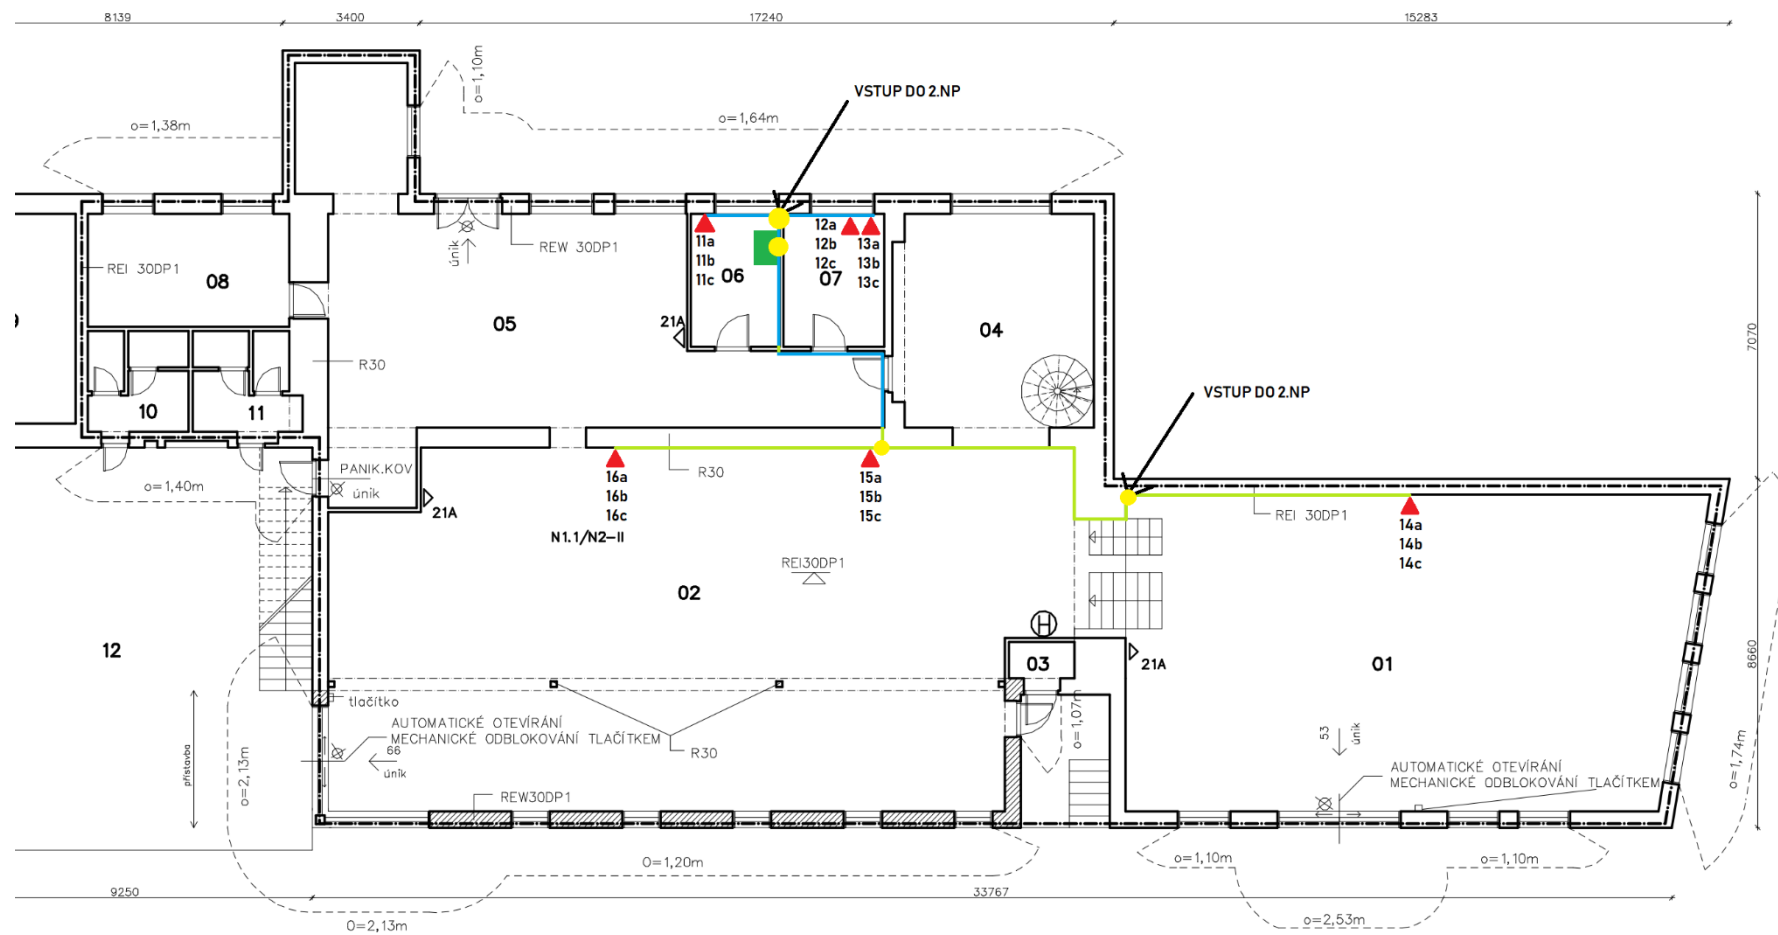 8139
3400
17240
15283
VSTUP DO 2.NP
o=1,10m
o=1,38m
o=1,64m
REW 30DP1
únik
REI 30DP1
08
05
06
07
04
11a
11b
11c
12a
12b
12c
13a
13b
13c
21A
R30
7070
VSTUP DO 2.NP
10
11
PANIK.KOV
únik
o=1,40m
21A
16a
16b
16c
R30
15a
15b
15c
N1.1/N2-II
REI 30DP1
14a
14b
14c
REI30DP1
02
H
03
21A
01
12
8660
tlačítko
AUTOMATICKÉ OTEVÍRÁNÍ
MECHANICKÉ ODBLOKOVÁNÍ TLAČÍTKEM
66
únik
R30
přístavba
o=2,13m
o=1,07m
53
únik
AUTOMATICKÉ OTEVÍRÁNÍ
MECHANICKÉ ODBLOKOVÁNÍ TLAČÍTKEM
o=1,74m
REW30DP1
O=1,20m
o=1,10m
o=1,10m
9250
33767
O=2,13m
o=2,53m